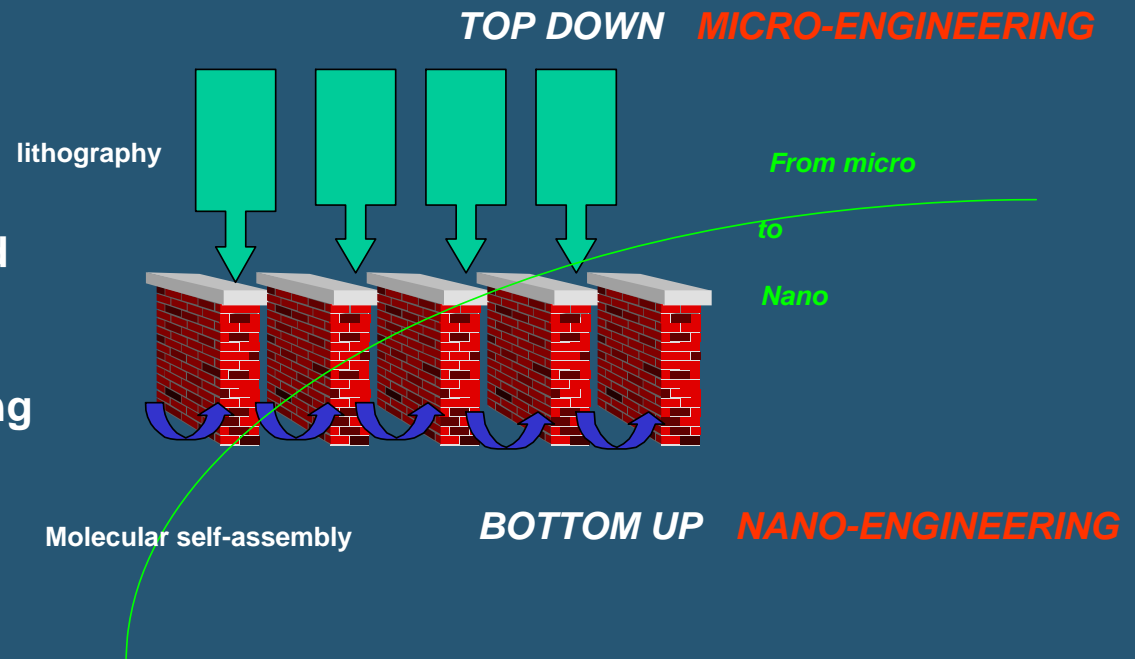 TOP DOWN MICRO-ENGINEERING
lithography
From micro
to
Nano
Molecular self-assembly
BOTTOM UP NANO-ENGINEERING